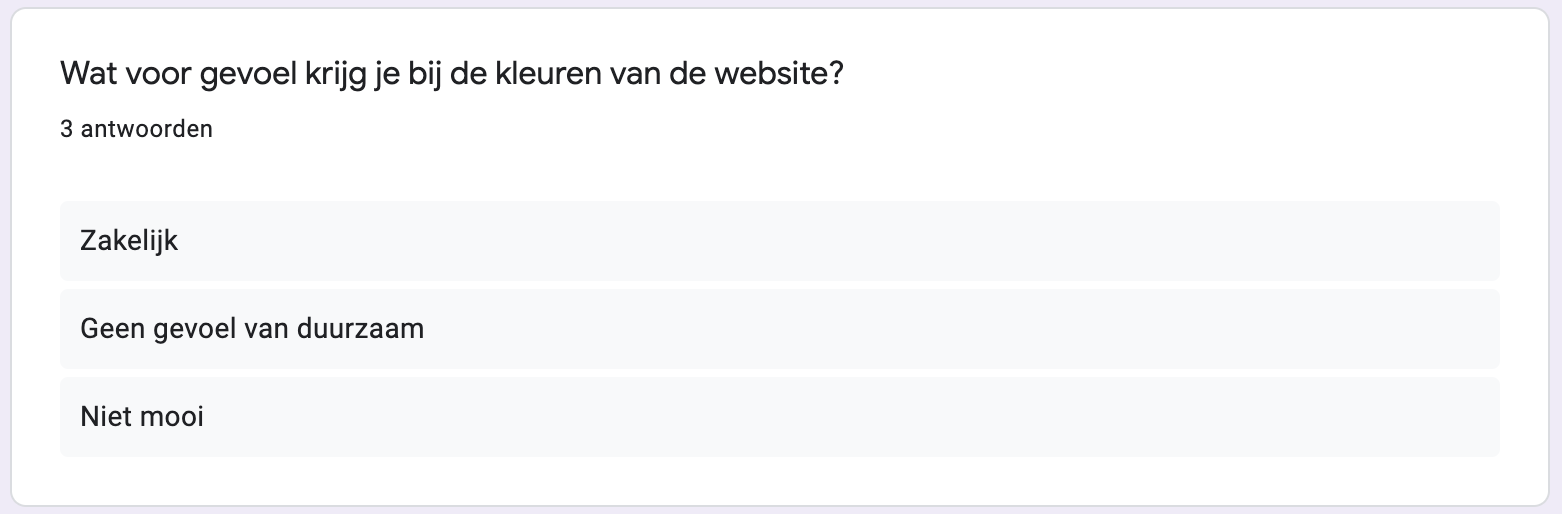 Wat voor gevoel krijg je bij de kleuren van de website?
3 antwoorden
Zakelijk
Geen gevoel van duurzaam
Niet mooi